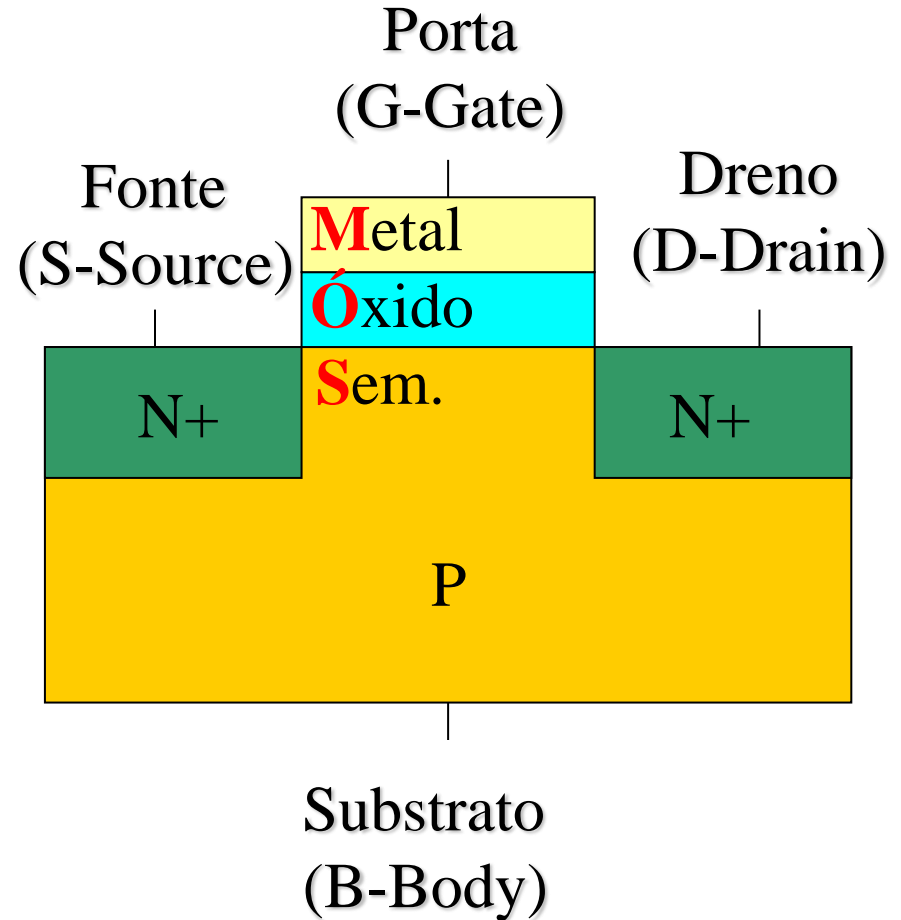 Porta
(G-Gate)
Fonte
(S-Source)
Dreno
(D-Drain)
Metal
Óxido
Sem.
N+
N+
P
Substrato
(B-Body)